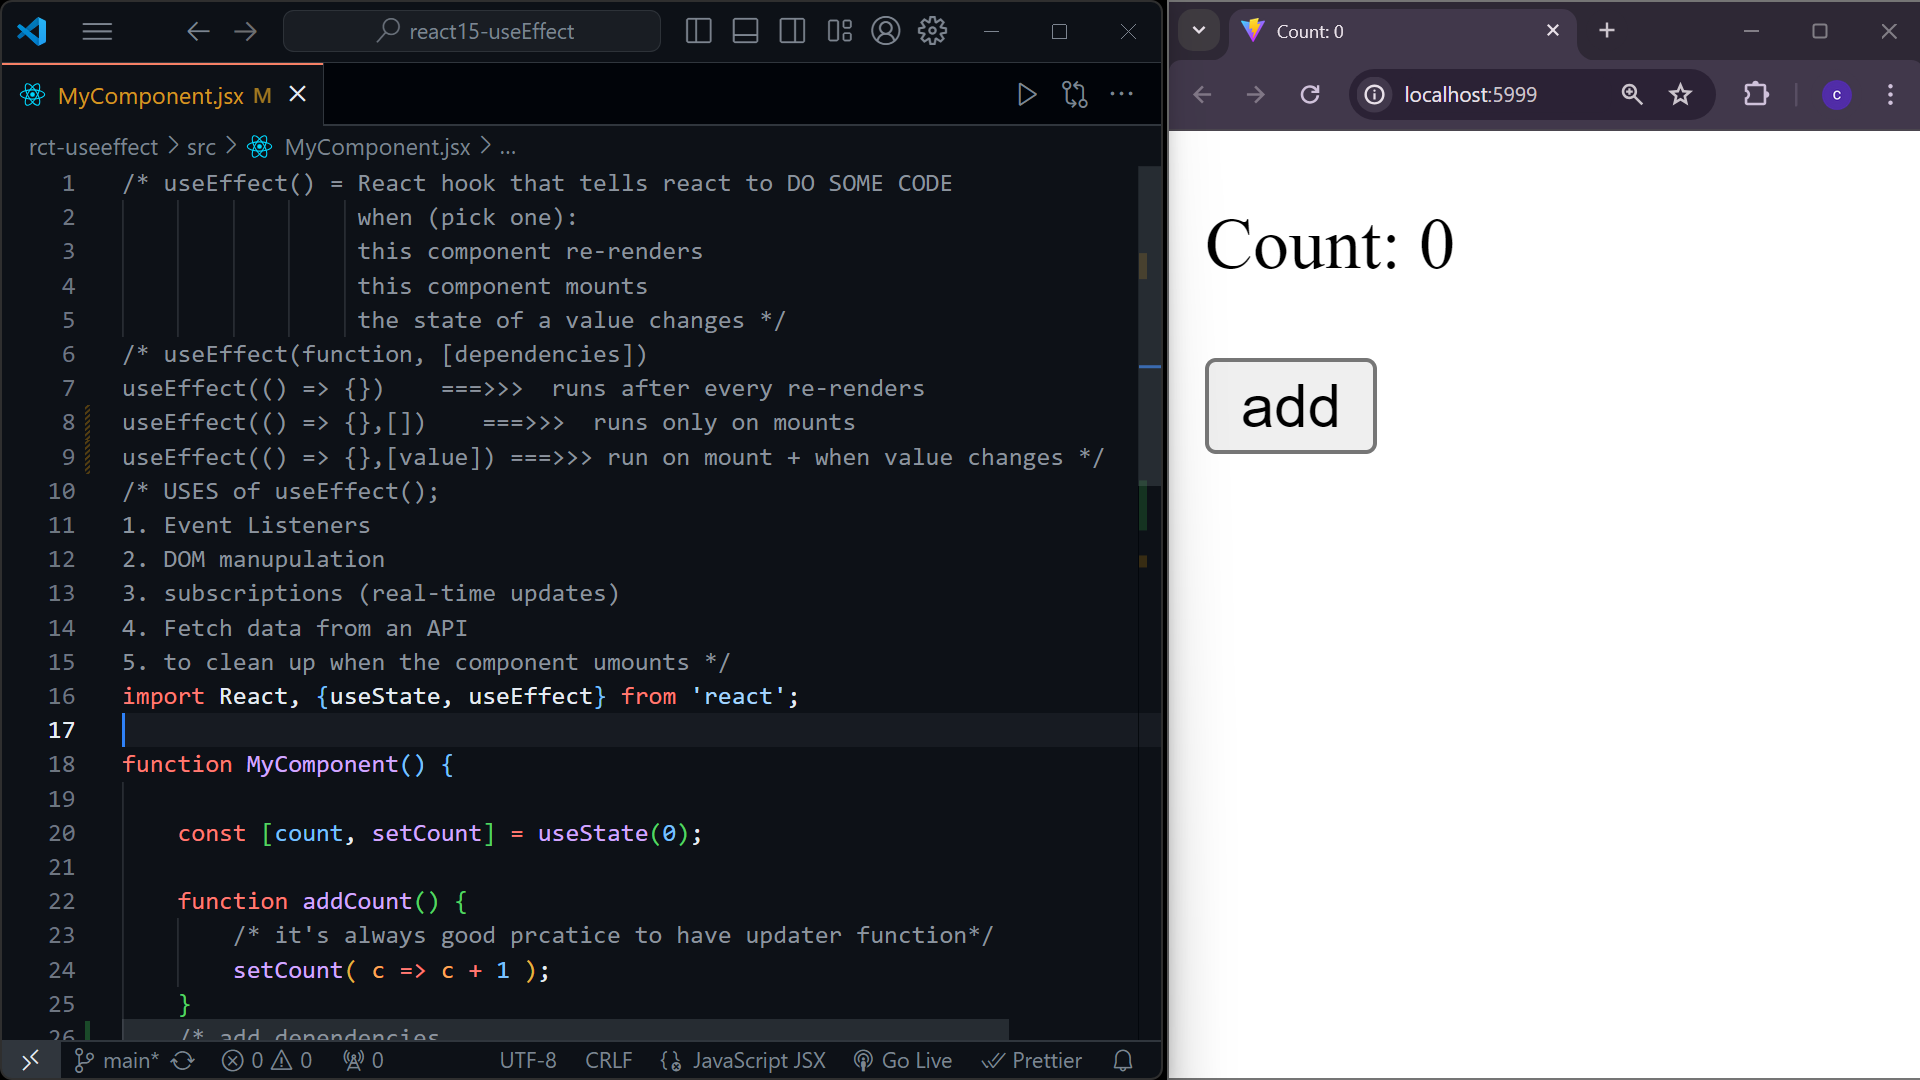 react15-useEffect
MyComponent.jsx M
rct-useeffect > src > MyComponent.jsx > ...
1 /* useEffect() = React hook that tells react to DO SOME CODE
2 when (pick one):
3 this component re-renders
4 this component mounts
5 the state of a value changes */
6 /* useEffect(function, [dependencies])
7 useEffect(() => {}) ===>>> runs after every re-renders
8 useEffect(() => {},[]) ===>>> runs only on mounts
9 useEffect(() => {},[value]) ===>>> run on mount + when value changes */
10 /* USES of useEffect();
11 1. Event Listeners
12 2. DOM manupulation
13 3. subscriptions (real-time updates)
14 4. Fetch data from an API
15 5. to clean up when the component umounts */
16 import React, {useState, useEffect} from 'react';
17
18 function MyComponent() {
19
20 const [count, setCount] = useState(0);
21
22 function addCount() {
23 /* it's always good prcatice to have updater function*/
24 setCount( c => c + 1 );
25 }
26 /* add dependencies
main* 0 0 0 UTF-8 CRLF JavaScript JSX Go Live Prettier
Count: 0
localhost:5999
c
Count: 0
add